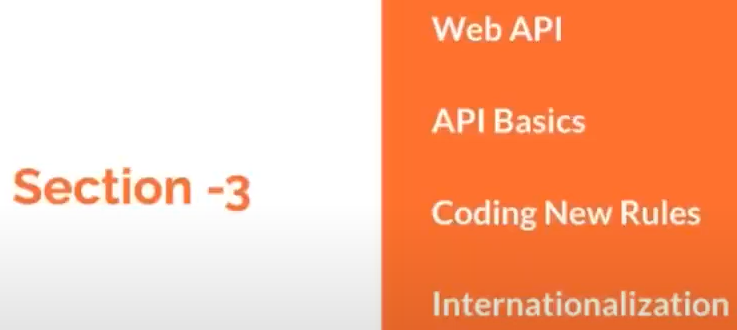 Section -3
Web API
API Basics
Coding New Rules
Internationalization